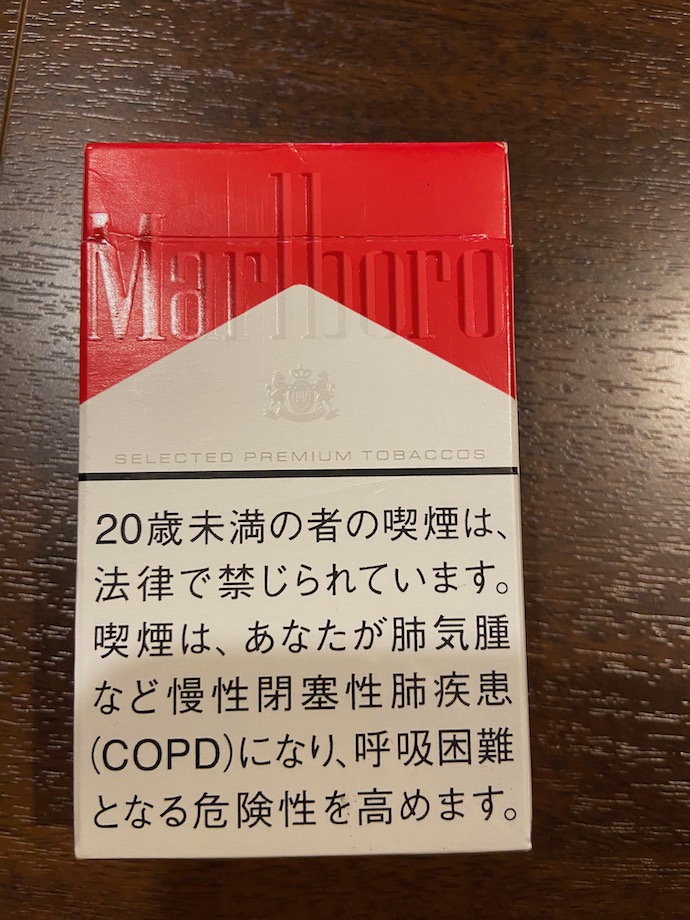 Marlboro
SELECTED PREMIUM TOBACCOS
20歳未満の者の喫煙は、
法律で禁じられています。
喫煙は、あなたが肺気腫
など慢性閉塞性肺疾患
(COPD)になり、呼吸困難
となる危険性を高めます。